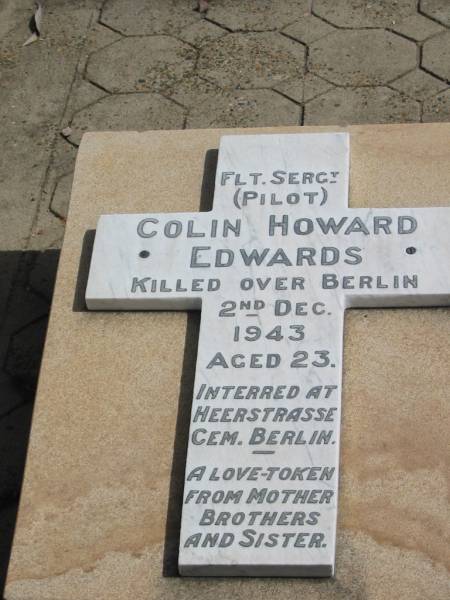 FLT. SERGT
(PILOT)
COLIN HOWARD
EDWARDS
KILLED OVER BERLIN
2ND DEC.
1943
AGED 23.
INTERRED AT
HEERSTRASSE
CEM. BERLIN.
A LOVE-TOKEN
FROM MOTHER
BROTHERS
AND SISTER.